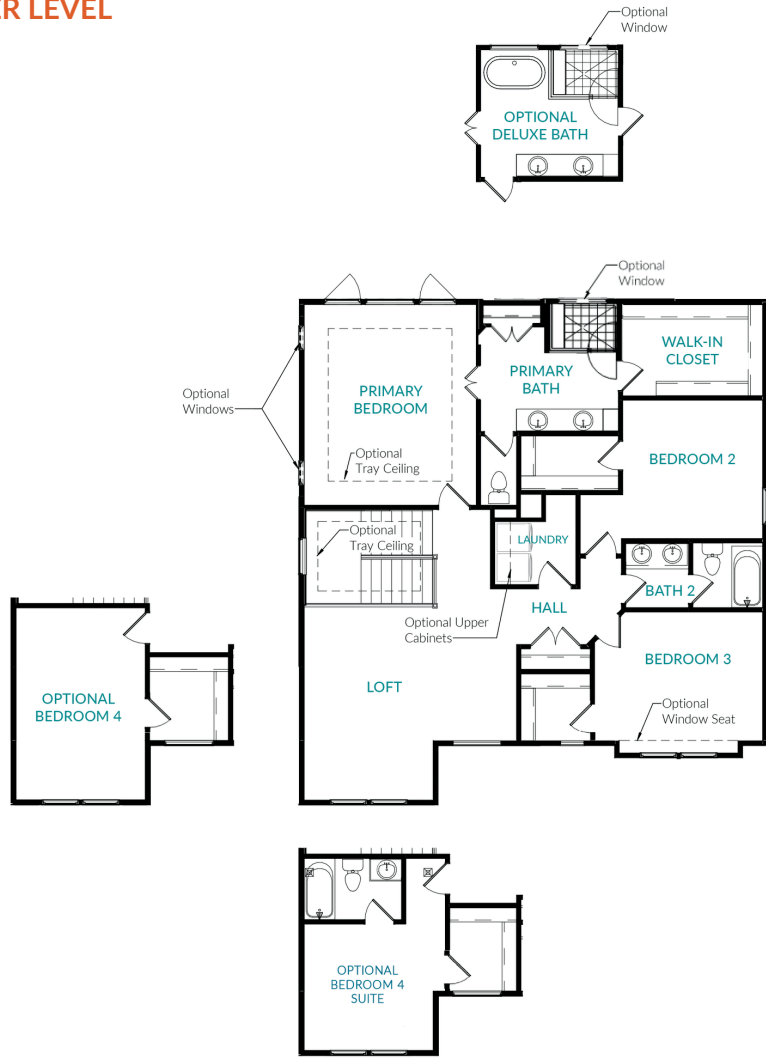 ER LEVEL
Optional
Window
OPTIONAL
DELUXE BATH
Optional
Window
WALK-IN
CLOSET
PRIMARY
BATH
PRIMARY
BEDROOM
Optional
Windows
Optional
Tray Ceiling
BEDROOM 2
Optional
Tray Ceiling
LAUNDRY
BATH 2
HALL
Optional Upper
Cabinets
BEDROOM 3
LOFT
OPTIONAL
BEDROOM 4
Optional
Window Seat
OPTIONAL
BEDROOM 4
SUITE